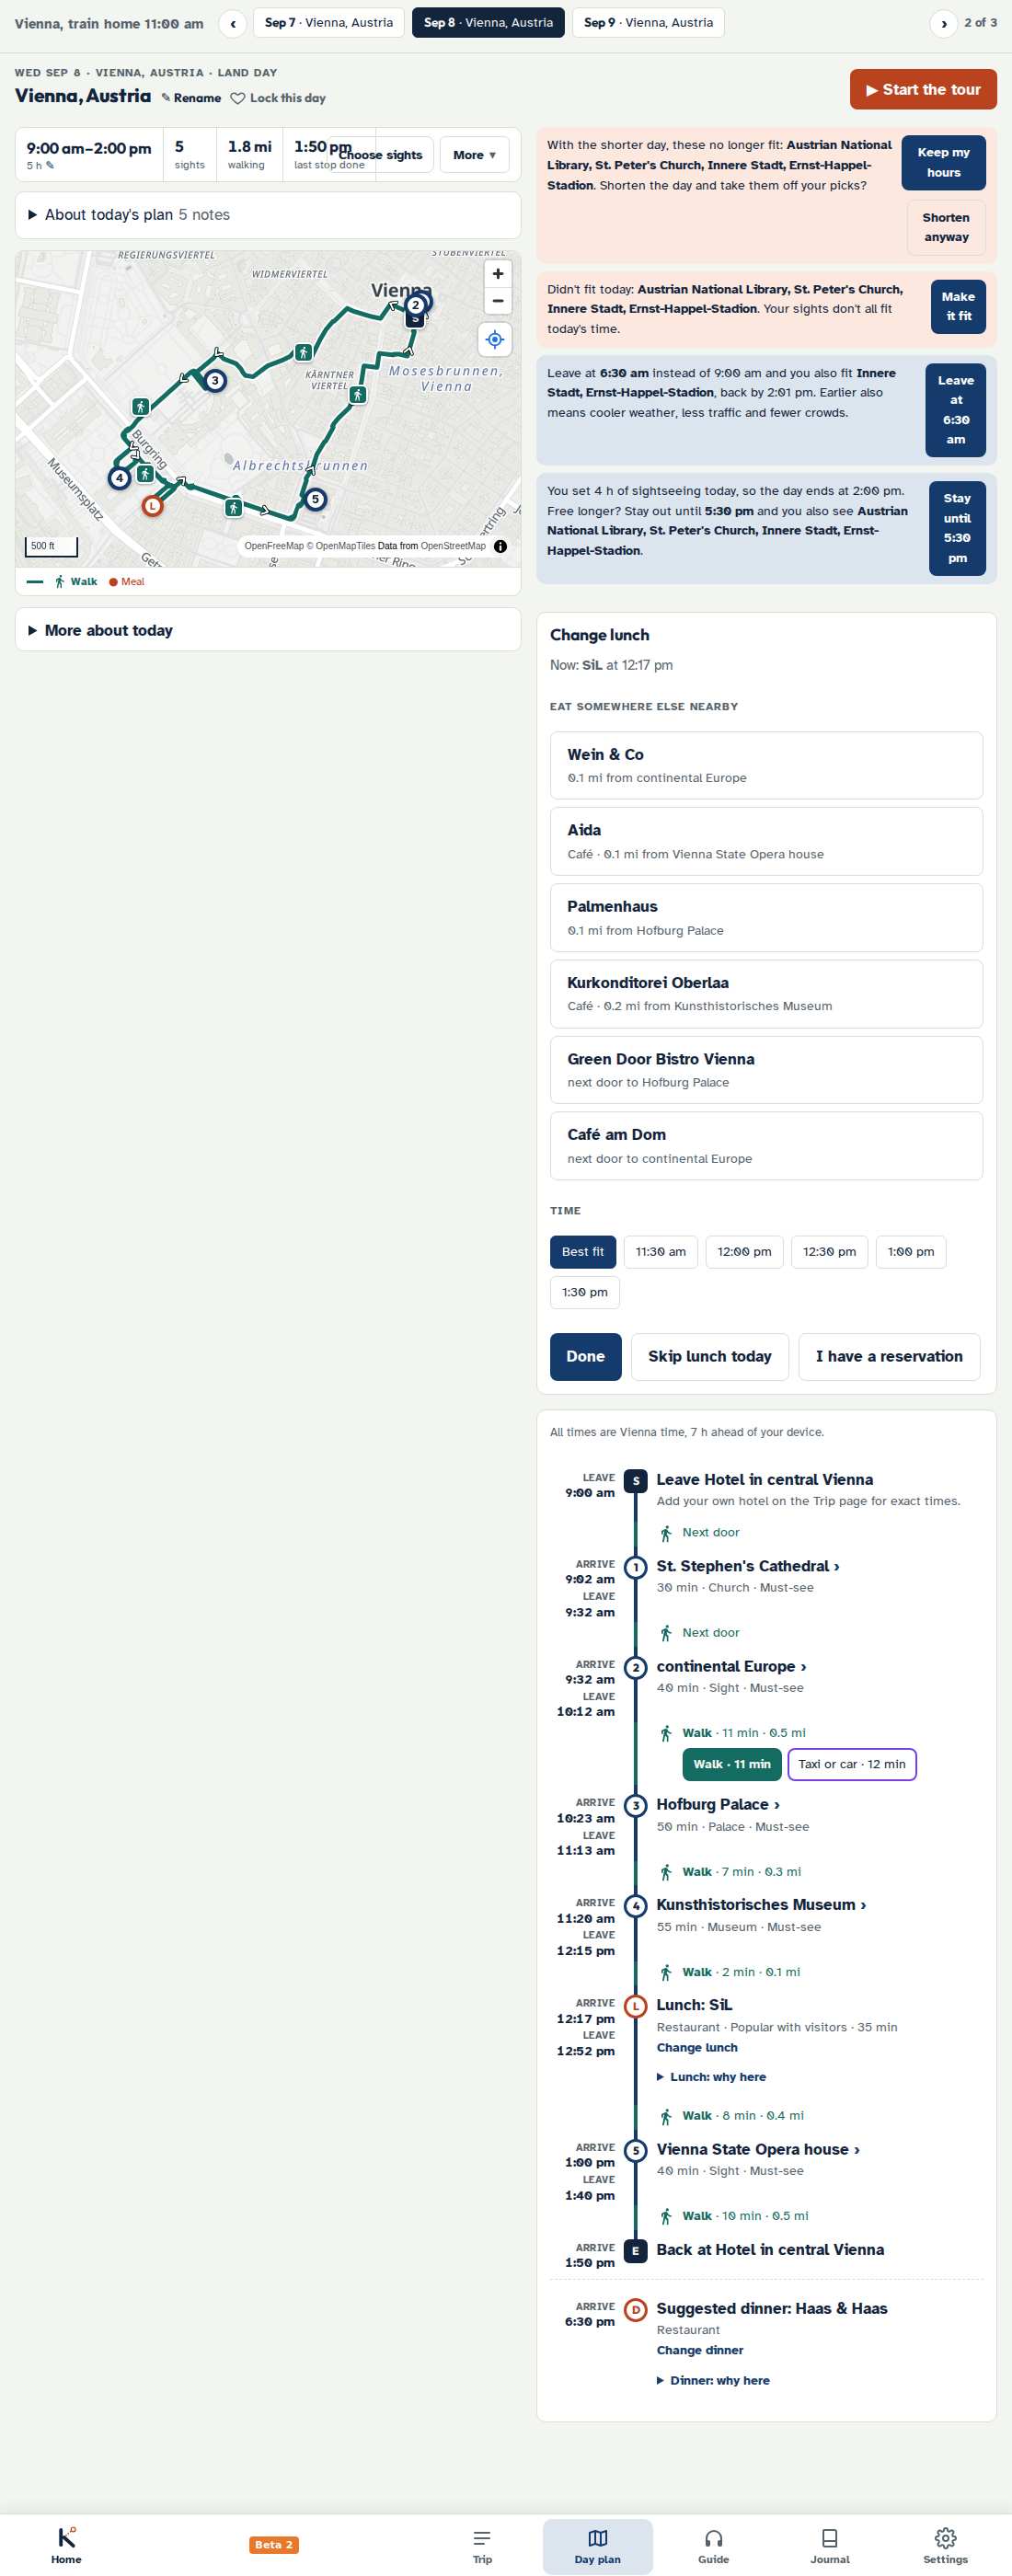 Vienna, train home 11:00 am
‹
Sep 7 · Vienna, Austria
Sep 8 · Vienna, Austria
Sep 9 · Vienna, Austria
›
2 of 3
WED SEP 8 · VIENNA, AUSTRIA · LAND DAY
Vienna, Austria ✎ Rename ♡ Lock this day
▶ Start the tour
9:00 am–2:00 pm
5 h ✎
5
sights
1.8 mi
walking
1:50 pm
last stop done
Choose sights
More ▾
▶ About today's plan 5 notes
REGIERUNGSVIERTEL
STUBENVIERTEL
WIDMERVIERTEL
Vienna
2
S
3
KÄRNTNER
VIERTEL
Mosesbrunnen,
Vienna
Burgring
Albrechtsbrunnen
Museumsplatz
4
L
5
+
−
500 ft
OpenFreeMap © OpenMapTiles Data from OpenStreetMap
Walk
Meal
▶ More about today
With the shorter day, these no longer fit: Austrian National
Library, St. Peter's Church, Innere Stadt, Ernst-Happel-
Stadion. Shorten the day and take them off your picks?
Keep my
hours
Shorten
anyway
Didn't fit today: Austrian National Library, St. Peter's Church,
Innere Stadt, Ernst-Happel-Stadion. Your sights don't all fit
today's time.
Make
it fit
Leave at 6:30 am instead of 9:00 am and you also fit Innere
Stadt, Ernst-Happel-Stadion, back by 2:01 pm. Earlier also
means cooler weather, less traffic and fewer crowds.
Leave
at
6:30
am
You set 4 h of sightseeing today, so the day ends at 2:00 pm.
Free longer? Stay out until 5:30 pm and you also see Austrian
National Library, St. Peter's Church, Innere Stadt, Ernst-
Happel-Stadion.
Stay
until
5:30
pm
Change lunch
Now: SiL at 12:17 pm
EAT SOMEWHERE ELSE NEARBY
Wein & Co
0.1 mi from continental Europe
Aida
Café · 0.1 mi from Vienna State Opera house
Palmenhaus
0.1 mi from Hofburg Palace
Kurkonditorei Oberlaa
Café · 0.2 mi from Kunsthistorisches Museum
Green Door Bistro Vienna
next door to Hofburg Palace
Café am Dom
next door to continental Europe
TIME
Best fit
11:30 am
12:00 pm
12:30 pm
1:00 pm
1:30 pm
Done
Skip lunch today
I have a reservation
All times are Vienna time, 7 h ahead of your device.
LEAVE
9:00 am
S
Leave Hotel in central Vienna
Add your own hotel on the Trip page for exact times.
Next door
ARRIVE
9:02 am
LEAVE
9:32 am
1
St. Stephen's Cathedral ›
30 min · Church · Must-see
Next door
ARRIVE
9:32 am
LEAVE
10:12 am
2
continental Europe ›
40 min · Sight · Must-see
Walk · 11 min · 0.5 mi
Walk · 11 min
Taxi or car · 12 min
ARRIVE
10:23 am
LEAVE
11:13 am
3
Hofburg Palace ›
50 min · Palace · Must-see
Walk · 7 min · 0.3 mi
ARRIVE
11:20 am
LEAVE
12:15 pm
4
Kunsthistorisches Museum ›
55 min · Museum · Must-see
Walk · 2 min · 0.1 mi
ARRIVE
12:17 pm
LEAVE
12:52 pm
L
Lunch: SiL
Restaurant · Popular with visitors · 35 min
Change lunch
▶ Lunch: why here
Walk · 8 min · 0.4 mi
ARRIVE
1:00 pm
LEAVE
1:40 pm
5
Vienna State Opera house ›
40 min · Sight · Must-see
Walk · 10 min · 0.5 mi
ARRIVE
1:50 pm
E
Back at Hotel in central Vienna
ARRIVE
6:30 pm
D
Suggested dinner: Haas & Haas
Restaurant
Change dinner
▶ Dinner: why here
Home
Beta 2
Trip
Day plan
Guide
Journal
Settings